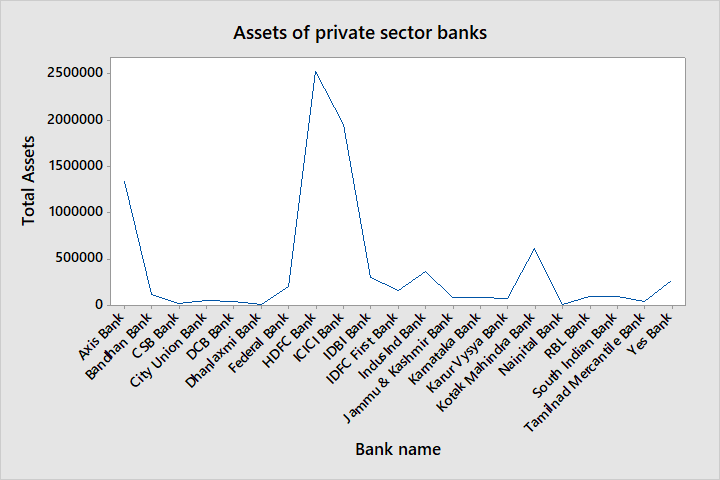 Assets of private sector banks
Total Assets
2500000
2000000
1500000
1000000
500000
0
Axis Bank
Bandhan Bank
CSB Bank
City Union Bank
DCB Bank
Dhanlaxmi Bank
Federal Bank
HDFC Bank
ICICI Bank
IDBI Bank
IDFC First Bank
IndusInd Bank
Jammu & Kashmir Bank
Karnataka Bank
Karur Vysya Bank
Kotak Mahindra Bank
Nainital Bank
RBL Bank
South Indian Bank
Tamilnad Mercantile Bank
Yes Bank
Bank name